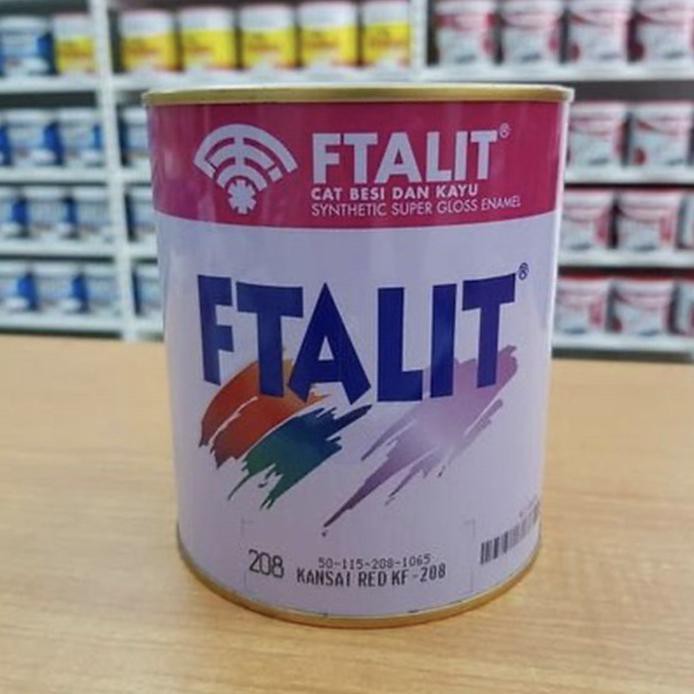 FTALIT®
CAT BESI DAN KAYU
SYNTHETIC SUPER GLOSS ENAMEL
FTALIT®
208
50-115-208-1065
KANSAI RED KF-208